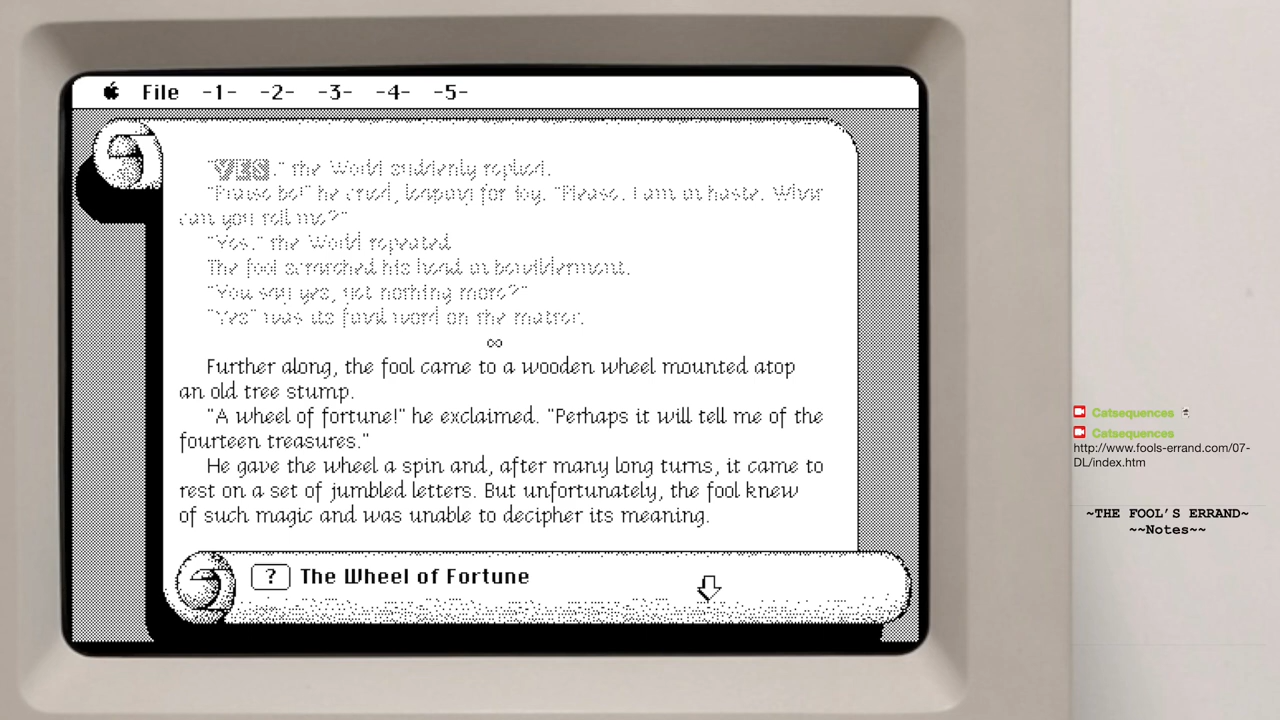 File -1- -2- -3- -4- -5-
"YES." the World suddenly replied.
"Praise be!" he cried, leaping for joy. "Please. I am in haste. What
can you tell me?"
"Yes." the World repeated.
The fool scratched his head in bewilderment.
"You say yes, yet nothing more?"
"Yes" was its final word on the matter.
∞
Further along, the fool came to a wooden wheel mounted atop
an old tree stump.
"A wheel of fortune!" he exclaimed. "Perhaps it will tell me of the
fourteen treasures."
He gave the wheel a spin and, after many long turns, it came to
rest on a set of jumbled letters. But unfortunately, the fool knew
of such magic and was unable to decipher its meaning.
? The Wheel of Fortune
Catsequences
Catsequences
http://www.fools-errand.com/07-
DL/index.htm
~THE FOOL'S ERRAND~
~~Notes~~